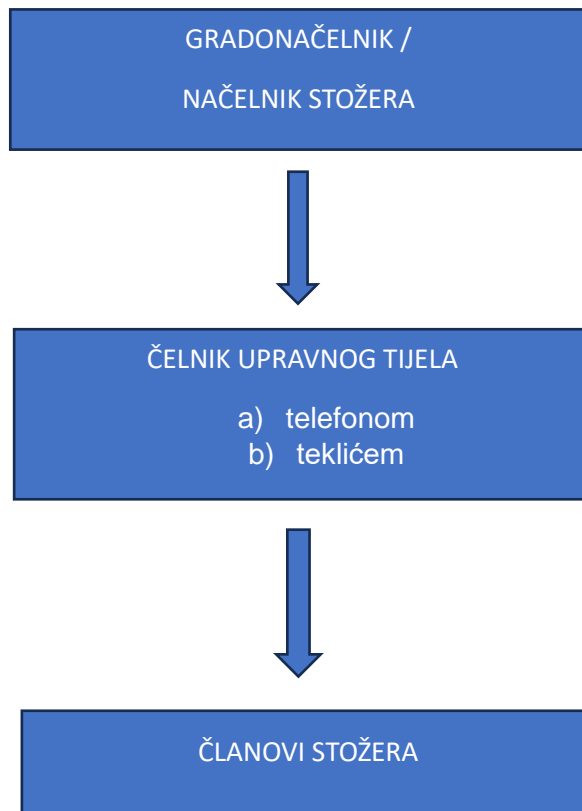 GRADONAČELNIK /
NAČELNIK STOŽERA
ČELNIK UPRAVNOG TIJELA
a) telefonom
b) teklićem
ČLANOVI STOŽERA